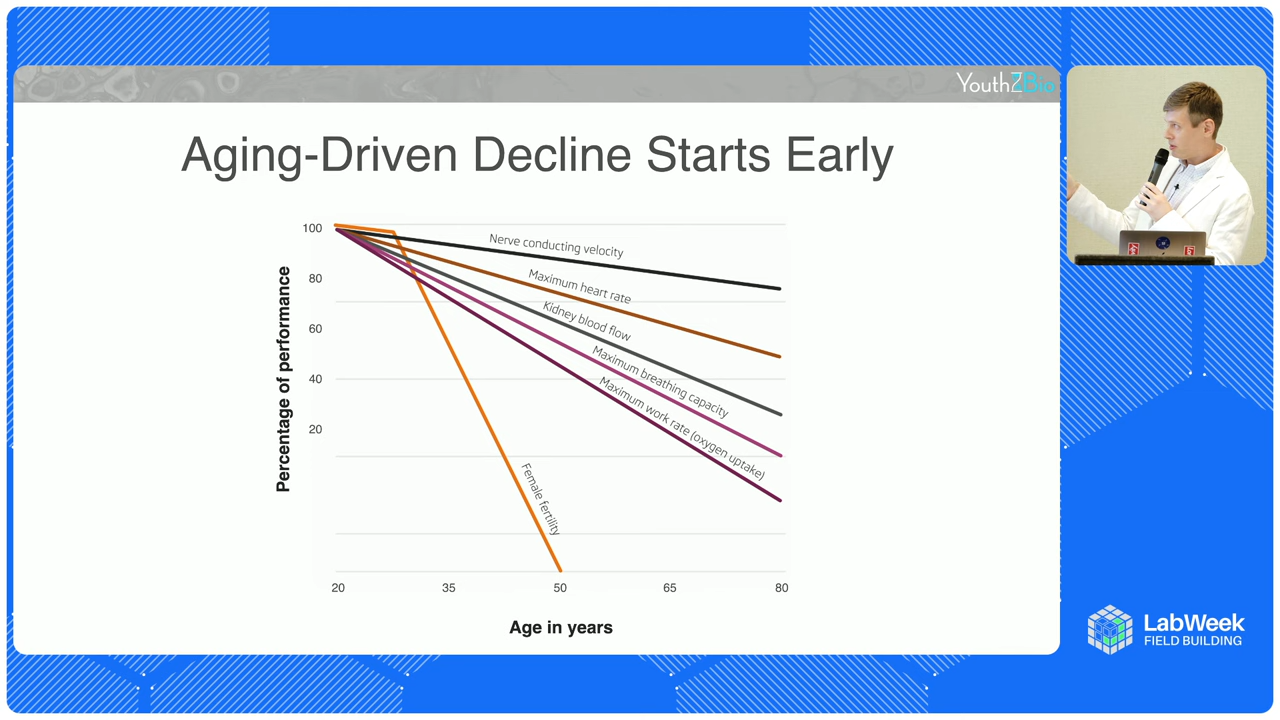 YouthZBio
Aging-Driven Decline Starts Early
Percentage of performance
100
80
60
40
20
Nerve conducting velocity
Maximum heart rate
Kidney blood flow
Maximum breathing capacity
Maximum work rate (oxygen uptake)
Female fertility
20
35
50
65
80
Age in years
LabWeek
FIELD BUILDING